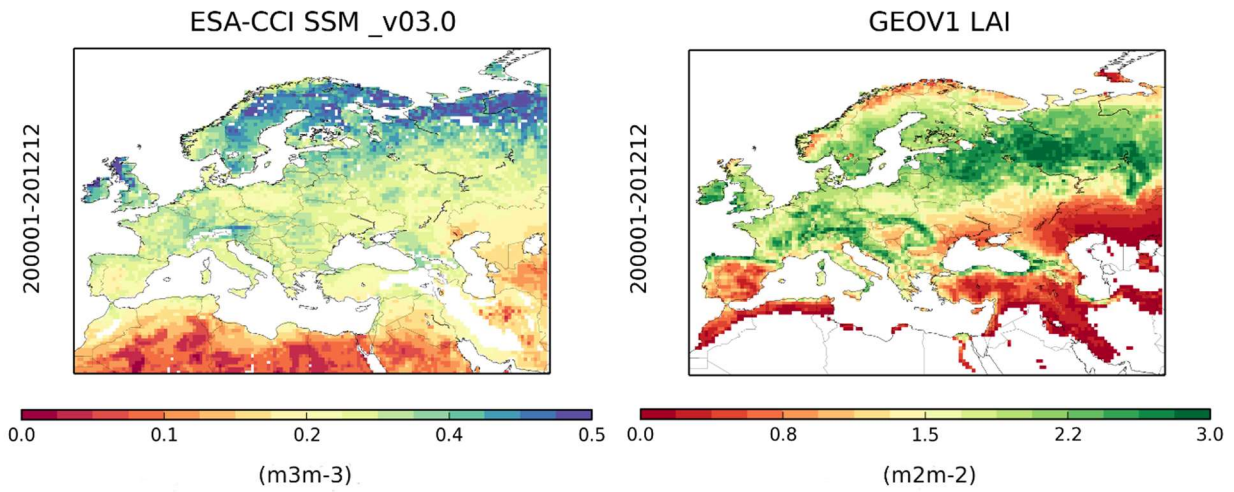 ESA-CCI SSM _v03.0
GEOV1 LAI
200001-201212
200001-201212
0.0 0.1 0.2 0.4 0.5
0.0 0.8 1.5 2.2 3.0
(m3m-3)
(m2m-2)